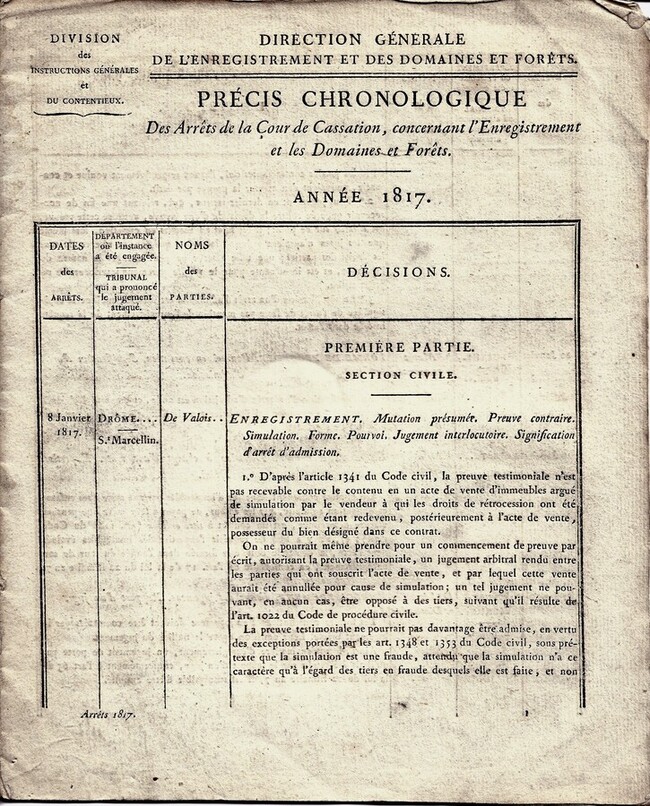 DIVISION
des
INSTRUCTIONS GÉNÉRALES
et
DU CONTENTIEUX.
DIRECTION GÉNERALE
DE L'ENREGISTREMENT ET DES DOMAINES ET FORÊTS.
PRÉCIS CHRONOLOGIQUE
Des Arrêts de la Cour de Cassation, concernant l'Enregistrement
et les Domaines et Forêts.
ANNÉE 1817.
DATES
des
ARRÊTS.
DÉPARTEMENT
où l'instance
a été engagée.
TRIBUNAL
qui a prononcé
le jugement
attaqué.
NOMS
des
PARTIES.
DÉCISIONS.
PREMIÈRE PARTIE.
SECTION CIVILE.
8 Janvier
1817.
DRÔME....
S.t Marcellin.
De Valois..
ENREGISTREMENT. Mutation présumée. Preuve contraire.
Simulation. Forme. Pourvoi. Jugement interlocutoire. Signification
d'arrêt d'admission.
1.º D'après l'article 1341 du Code civil, la preuve testimoniale n'est
pas recevable contre le contenu en un acte de vente d'immeubles argué
de simulation par le vendeur à qui les droits de rétrocession ont été
demandés comme étant redevenu, postérieurement à l'acte de vente,
possesseur du bien désigné dans ce contrat.
On ne pourrait même prendre pour un commencement de preuve par
écrit, autorisant la preuve testimoniale, un jugement arbitral rendu entre
les parties qui ont souscrit l'acte de vente, et par lequel cette vente
aurait été annullée pour cause de simulation; un tel jugement ne pou-
vant, en aucun cas, être opposé à des tiers, suivant qu'il résulte de
l'art. 1022 du Code de procédure civile.
La preuve testimoniale ne pourrait pas davantage être admise, en vertu
des exceptions portées par les art. 1348 et 1353 du Code civil, sous pré-
texte que la simulation est une fraude, attendu que la simulation n'a ce
caractère qu'à l'égard des tiers en fraude desquels elle est faite, et non
Arrêts 1817.
1